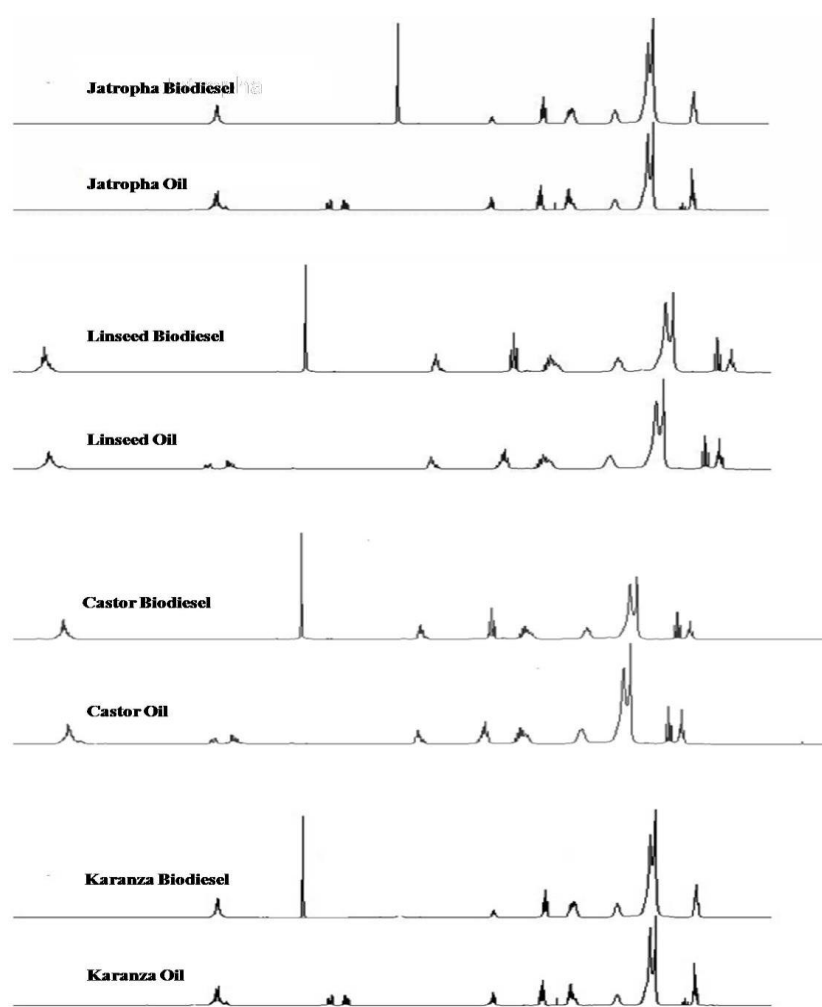 Jatropha Biodiesel
Jatropha Oil
Linseed Biodiesel
Linseed Oil
Castor Biodiesel
Castor Oil
Karanza Biodiesel
Karanza Oil